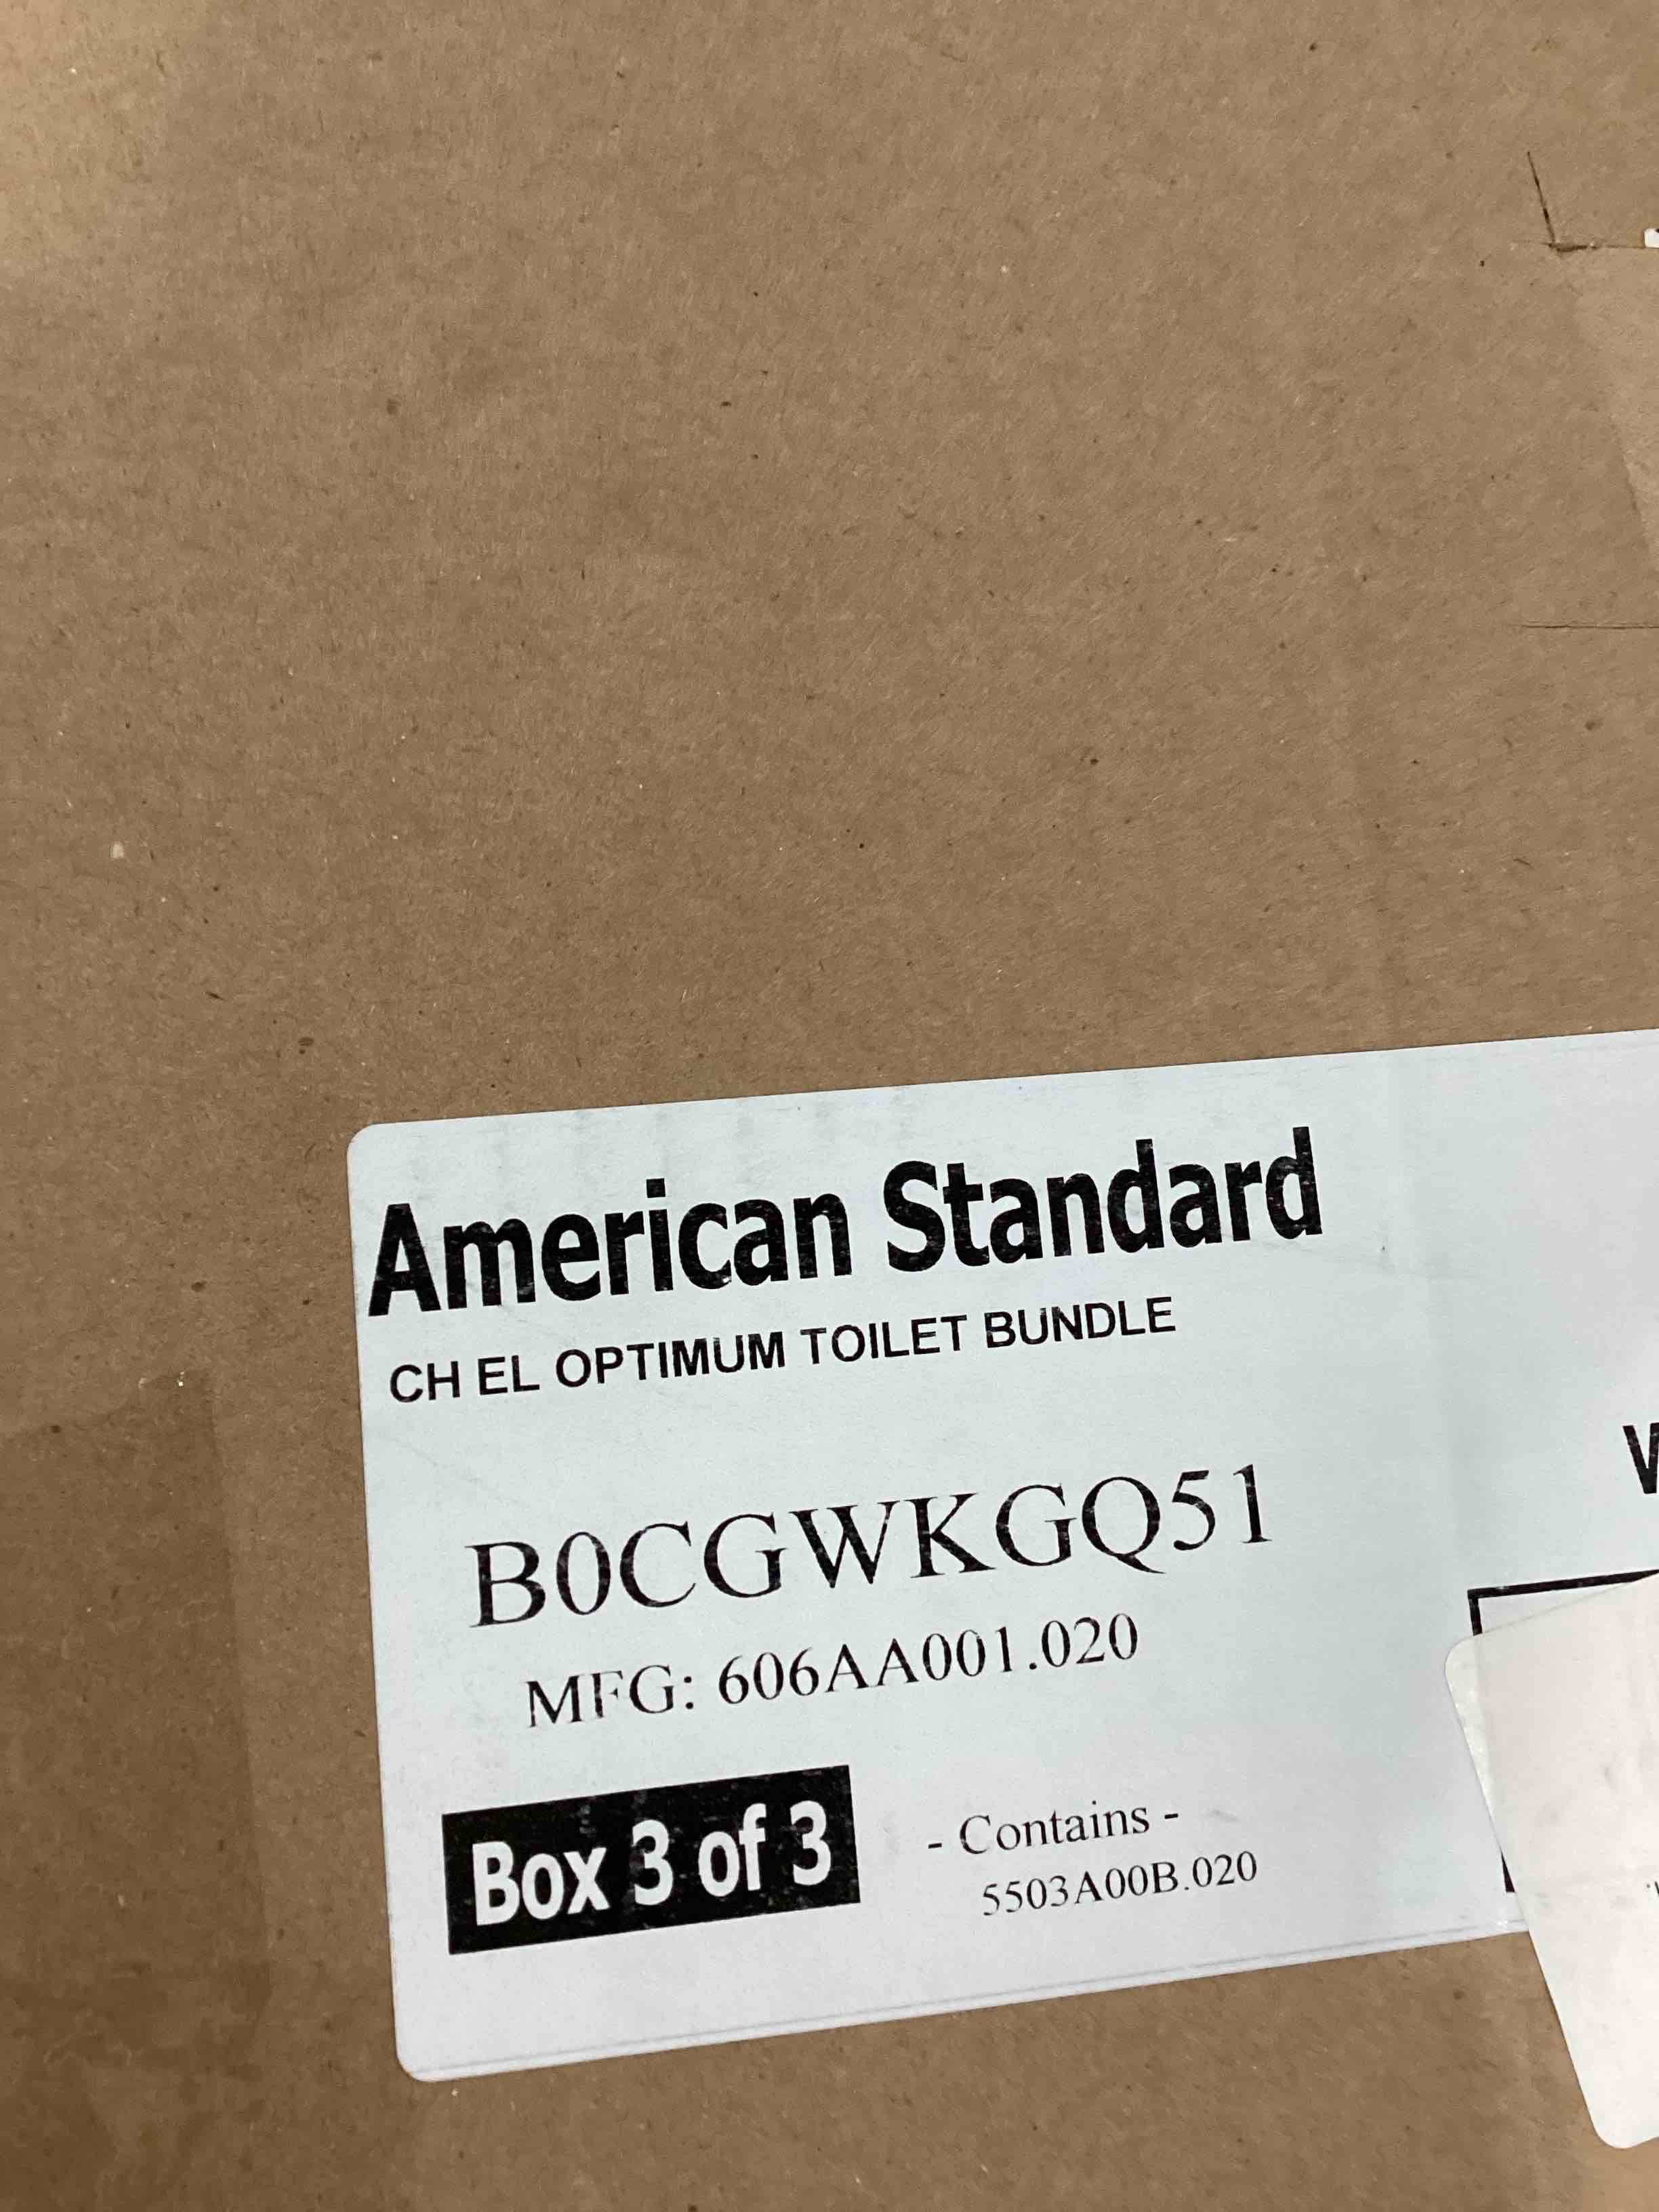 American Standard
CH EL OPTIMUM TOILET BUNDLE
B0CGWKGQ51
MFG: 606AA001.020
Box 3 of 3
- Contains -
5503A00B.020